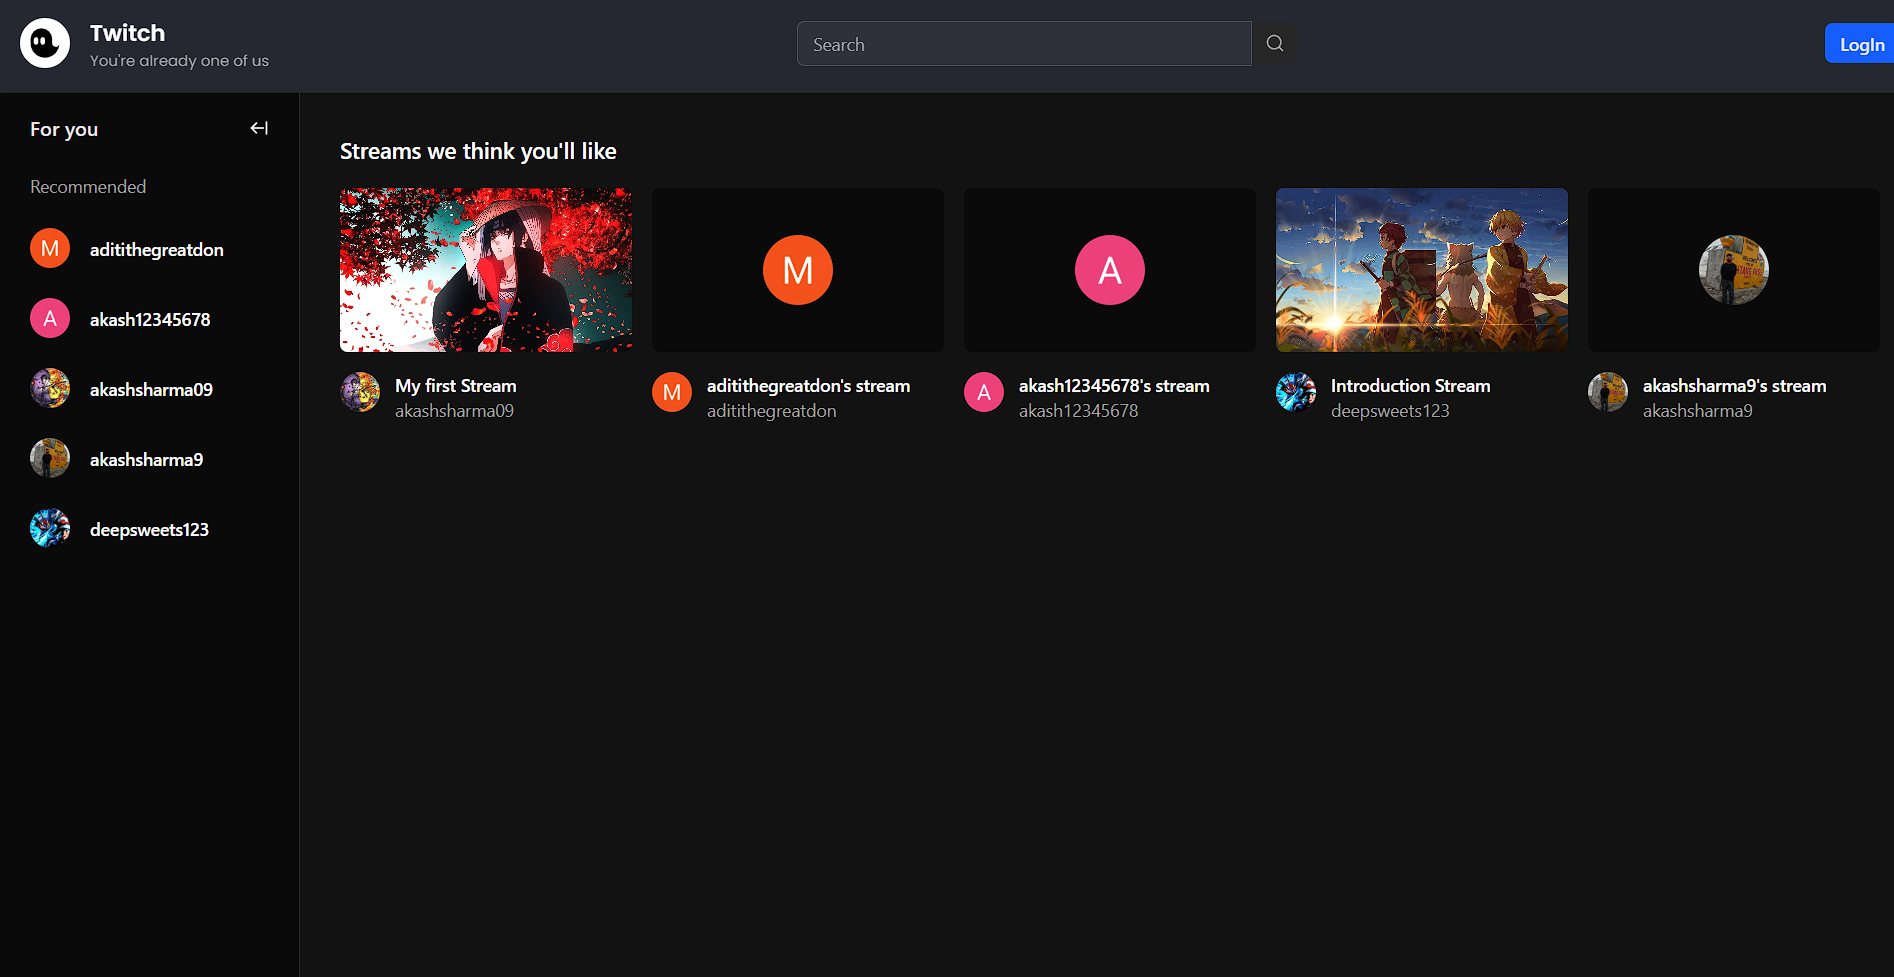 Twitch
You're already one of us
Search
LogIn
For you
Recommended
M
aditithegreatdon
A
akash12345678
akashsharma09
akashsharma9
deepsweets123
Streams we think you'll like
M
A
My first Stream
akashsharma09
M
aditithegreatdon's stream
aditithegreatdon
A
akash12345678's stream
akash12345678
Introduction Stream
deepsweets123
akashsharma9's stream
akashsharma9